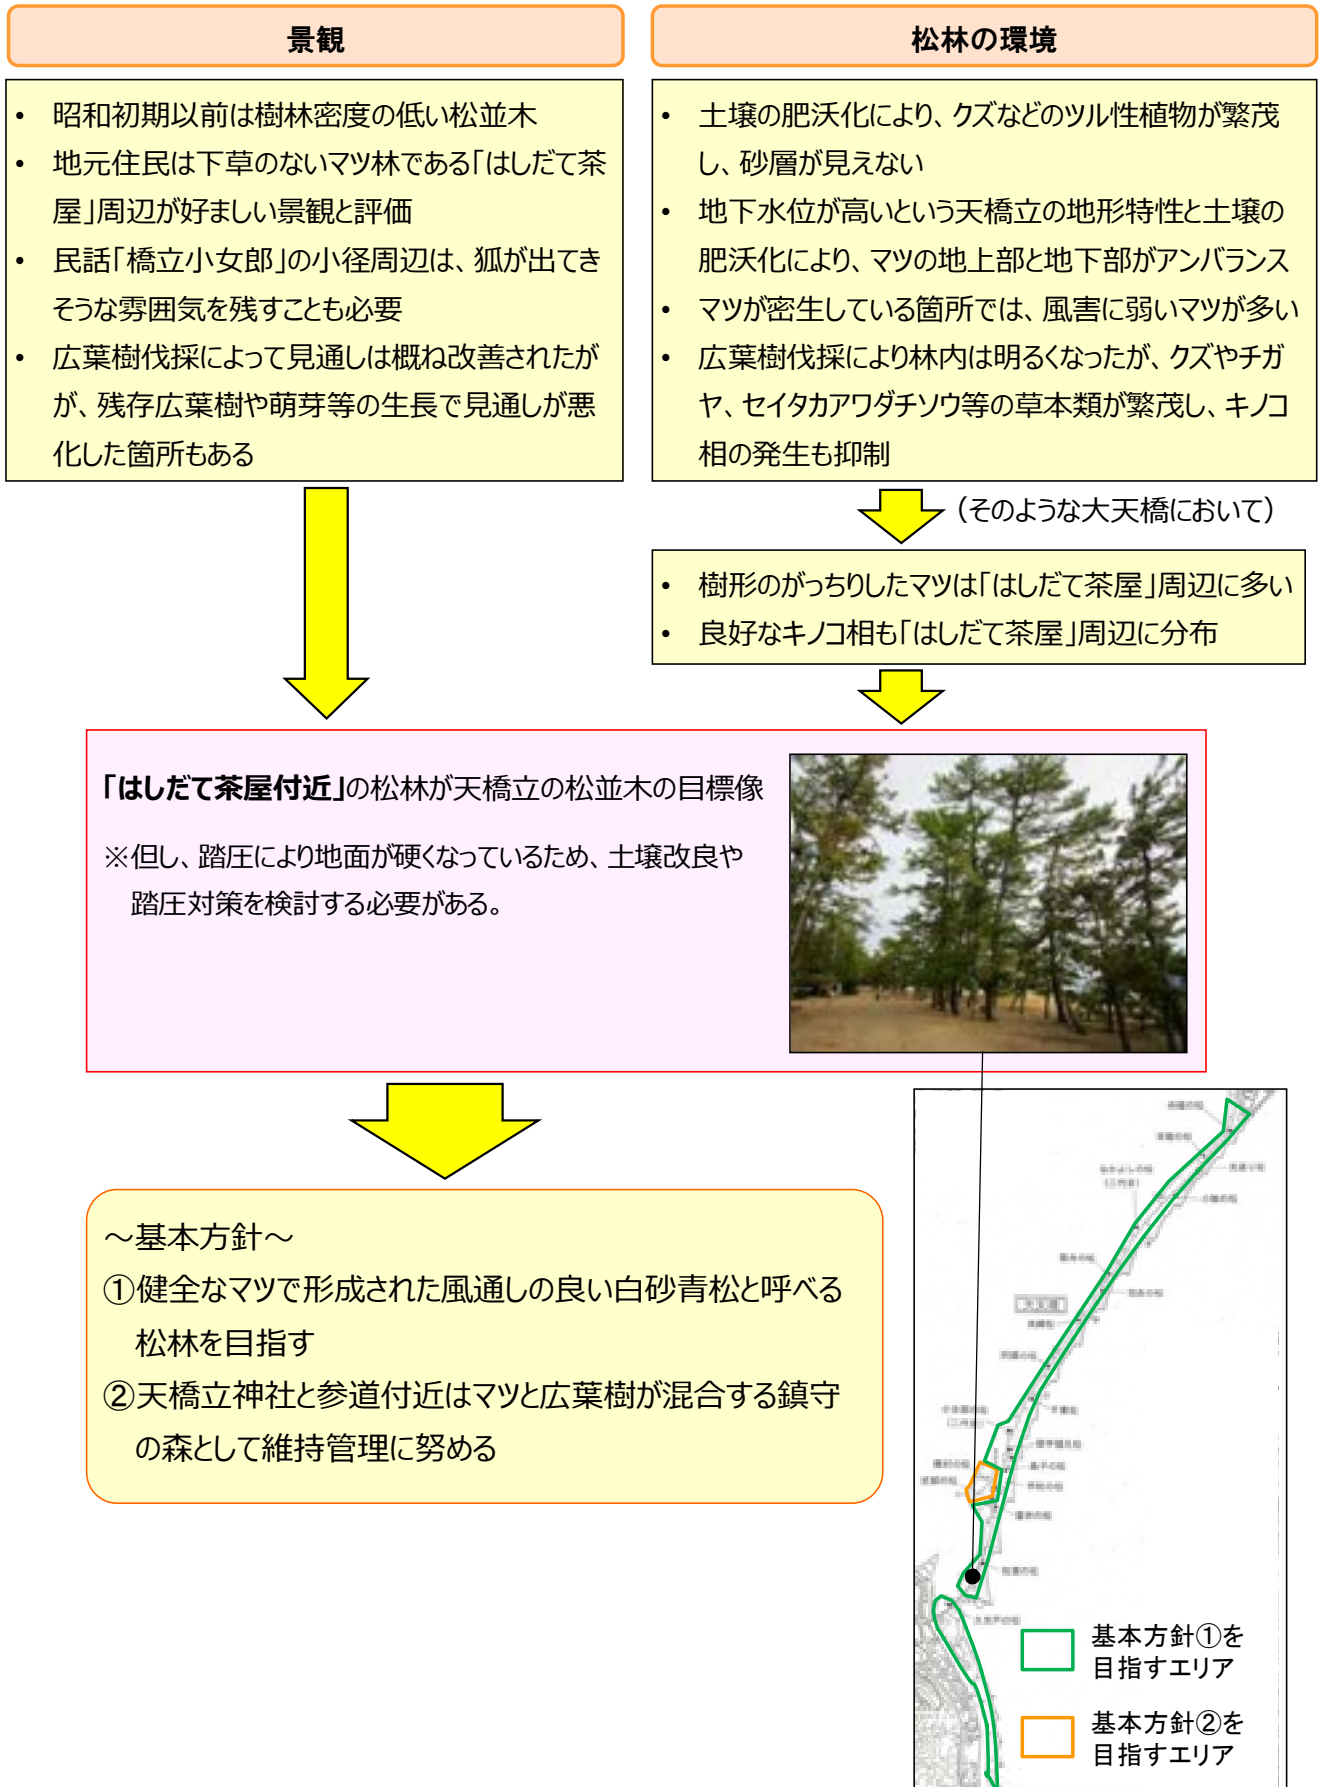 景観
• 昭和初期以前は樹林密度の低い松並木
• 地元住民は下草のないマツ林である「はしだて茶
屋」周辺が好ましい景観と評価
• 民話「橋立小女郎」の小径周辺は、狐が出てき
そうな雰囲気を残すことも必要
• 広葉樹伐採によって見通しは概ね改善されたが
が、残存広葉樹や萌芽等の生長で見通しが悪
化した箇所もある
松林の環境
• 土壌の肥沃化により、クズなどのツル性植物が繁茂
し、砂層が見えない
• 地下水位が高いという天橋立の地形特性と土壌の
肥沃化により、マツの地上部と地下部がアンバランス
• マツが密生している箇所では、風害に弱いマツが多い
• 広葉樹伐採により林内は明るくなったが、クズやチガ
ヤ、セイタカアワダチソウ等の草本類が繁茂し、キノコ
相の発生も抑制
（そのような大天橋において）
• 樹形のがっちりしたマツは「はしだて茶屋」周辺に多い
• 良好なキノコ相も「はしだて茶屋」周辺に分布
「はしだて茶屋付近」の松林が天橋立の松並木の目標像
※但し、踏圧により地面が硬くなっているため、土壌改良や
踏圧対策を検討する必要がある。
～基本方針～
①健全なマツで形成された風通しの良い白砂青松と呼べる
松林を目指す
②天橋立神社と参道付近はマツと広葉樹が混合する鎮守
の森として維持管理に努める
大天橋
基本方針①を
目指すエリア
基本方針②を
目指すエリア